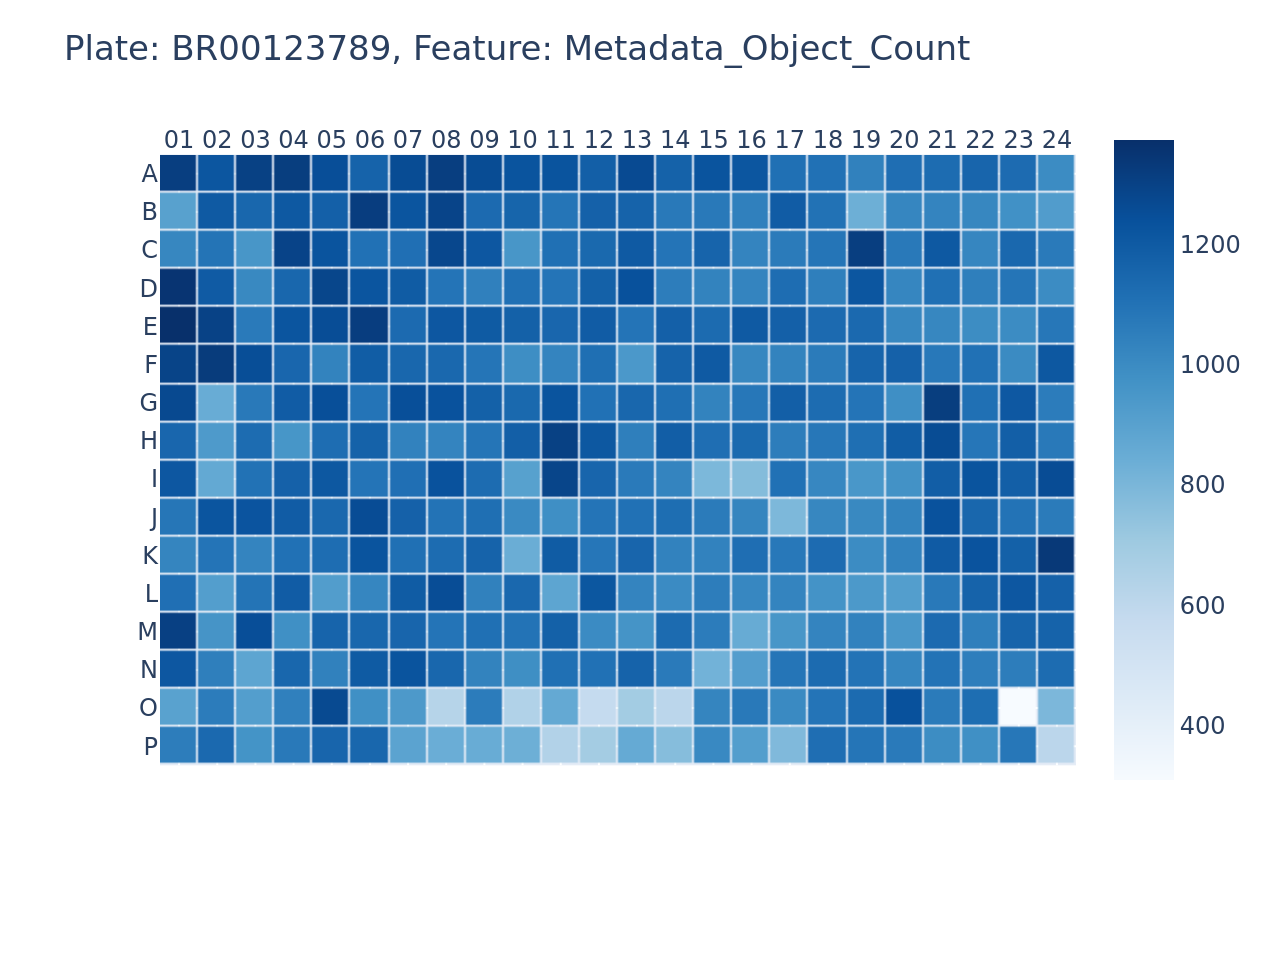 Plate: BR00123789, Feature: Metadata_Object_Count
01 02 03 04 05 06 07 08 09 10 11 12 13 14 15 16 17 18 19 20 21 22 23 24
A
B
C
D
E
F
G
H
I
J
K
L
M
N
O
P
1200
1000
800
600
400